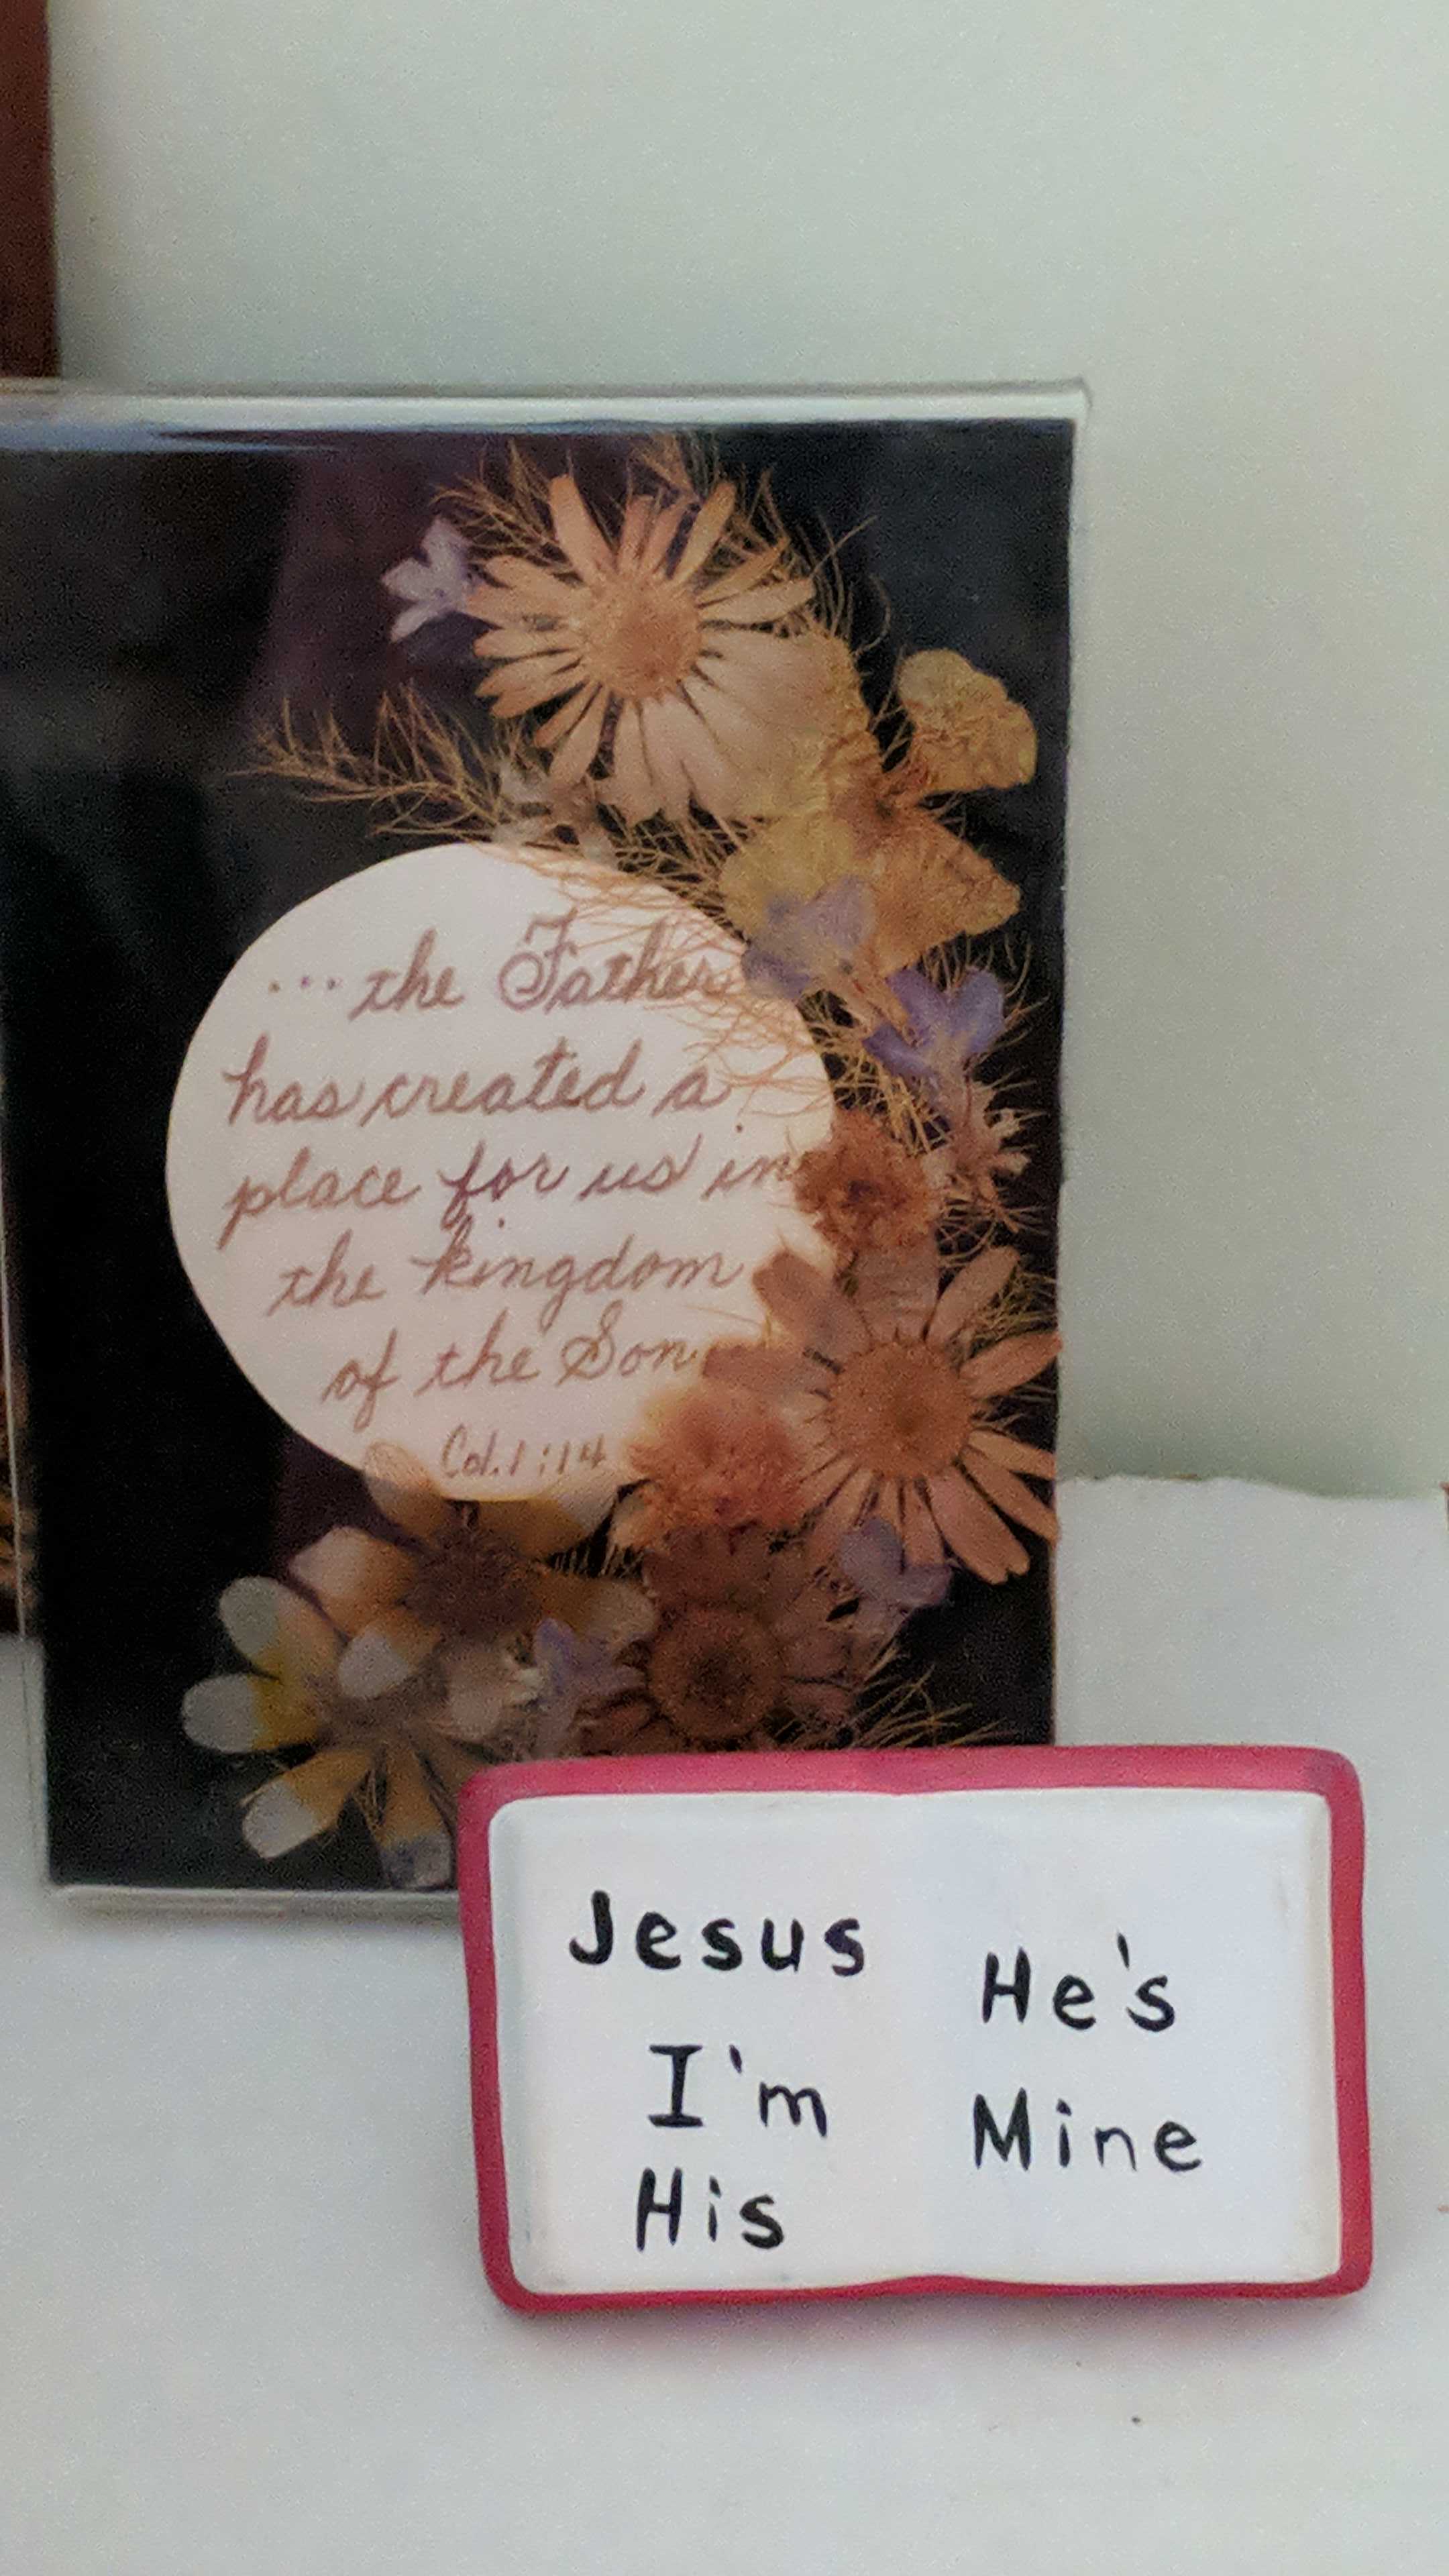 ...the Father
has created a
place for us in
the kingdom
of the Son
Col. 1:14
Jesus
I'm
His
He's
Mine